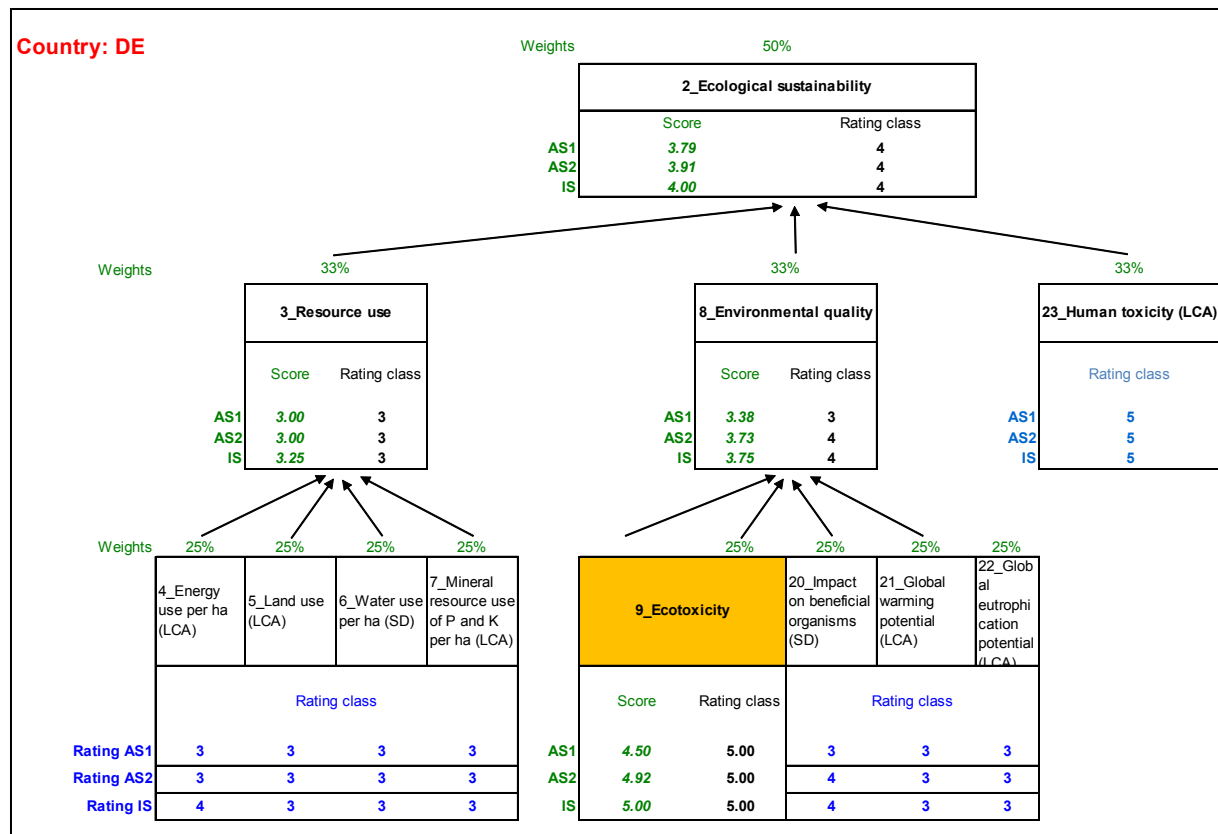 Country: DE
Weights 50%
2_Ecological sustainability
Score Rating class
AS1 3.79 4
AS2 3.91 4
IS 4.00 4
Weights 33% 33% 33%
3_Resource use 8_Environmental quality 23_Human toxicity (LCA)
Score Rating class Score Rating class Rating class
AS1 3.00 3 AS1 3.38 3 AS1 5
AS2 3.00 3 AS2 3.73 4 AS2 5
IS 3.25 3 IS 3.75 4 IS 5
Weights 25% 25% 25% 25% 25% 25% 25% 25%
4_Energy
use per ha
(LCA)
5_Land use
(LCA)
6_Water use
per ha (SD)
7_Mineral
resource use
of P and K
per ha (LCA)
9_Ecotoxicity
20_Impact
on beneficial
organisms
(SD)
21_Global
warming
potential
(LCA)
22_Glob
al
eutrophi
cation
potential
(LCA)
Rating class Score Rating class Rating class
Rating AS1 3 3 3 3 AS1 4.50 5.00 3 3 3
Rating AS2 3 3 3 3 AS2 4.92 5.00 4 3 3
Rating IS 4 3 3 3 IS 5.00 5.00 4 3 3